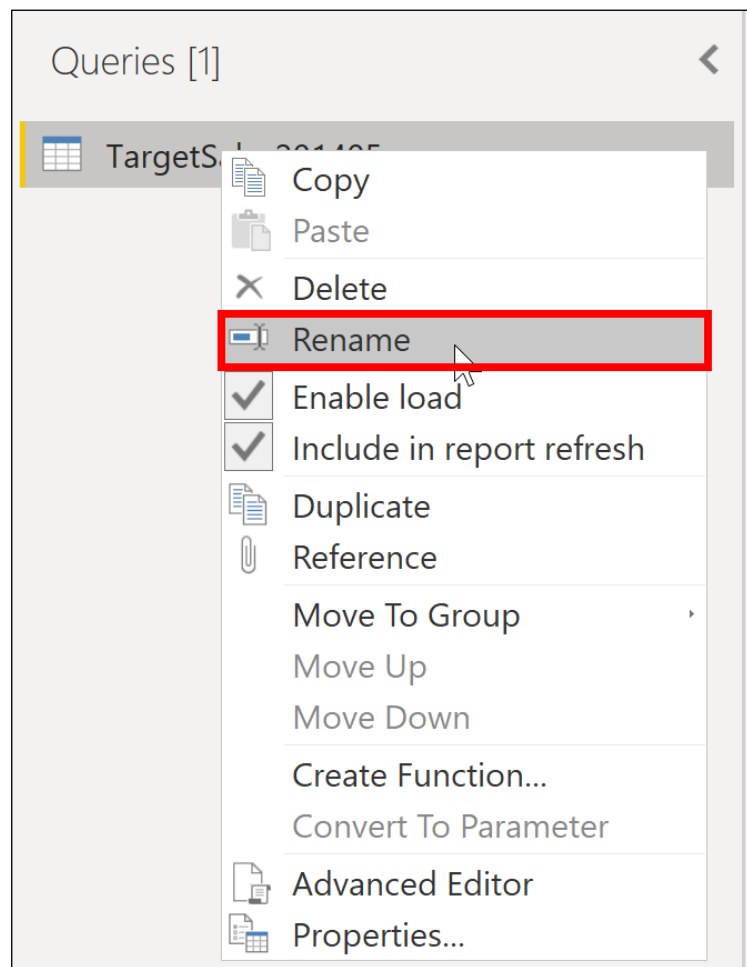 Queries [1]
Copy
Paste
Delete
Rename
Enable load
Include in report refresh
Duplicate
Reference
Move To Group
Move Up
Move Down
Create Function...
Convert To Parameter
Advanced Editor
Properties...